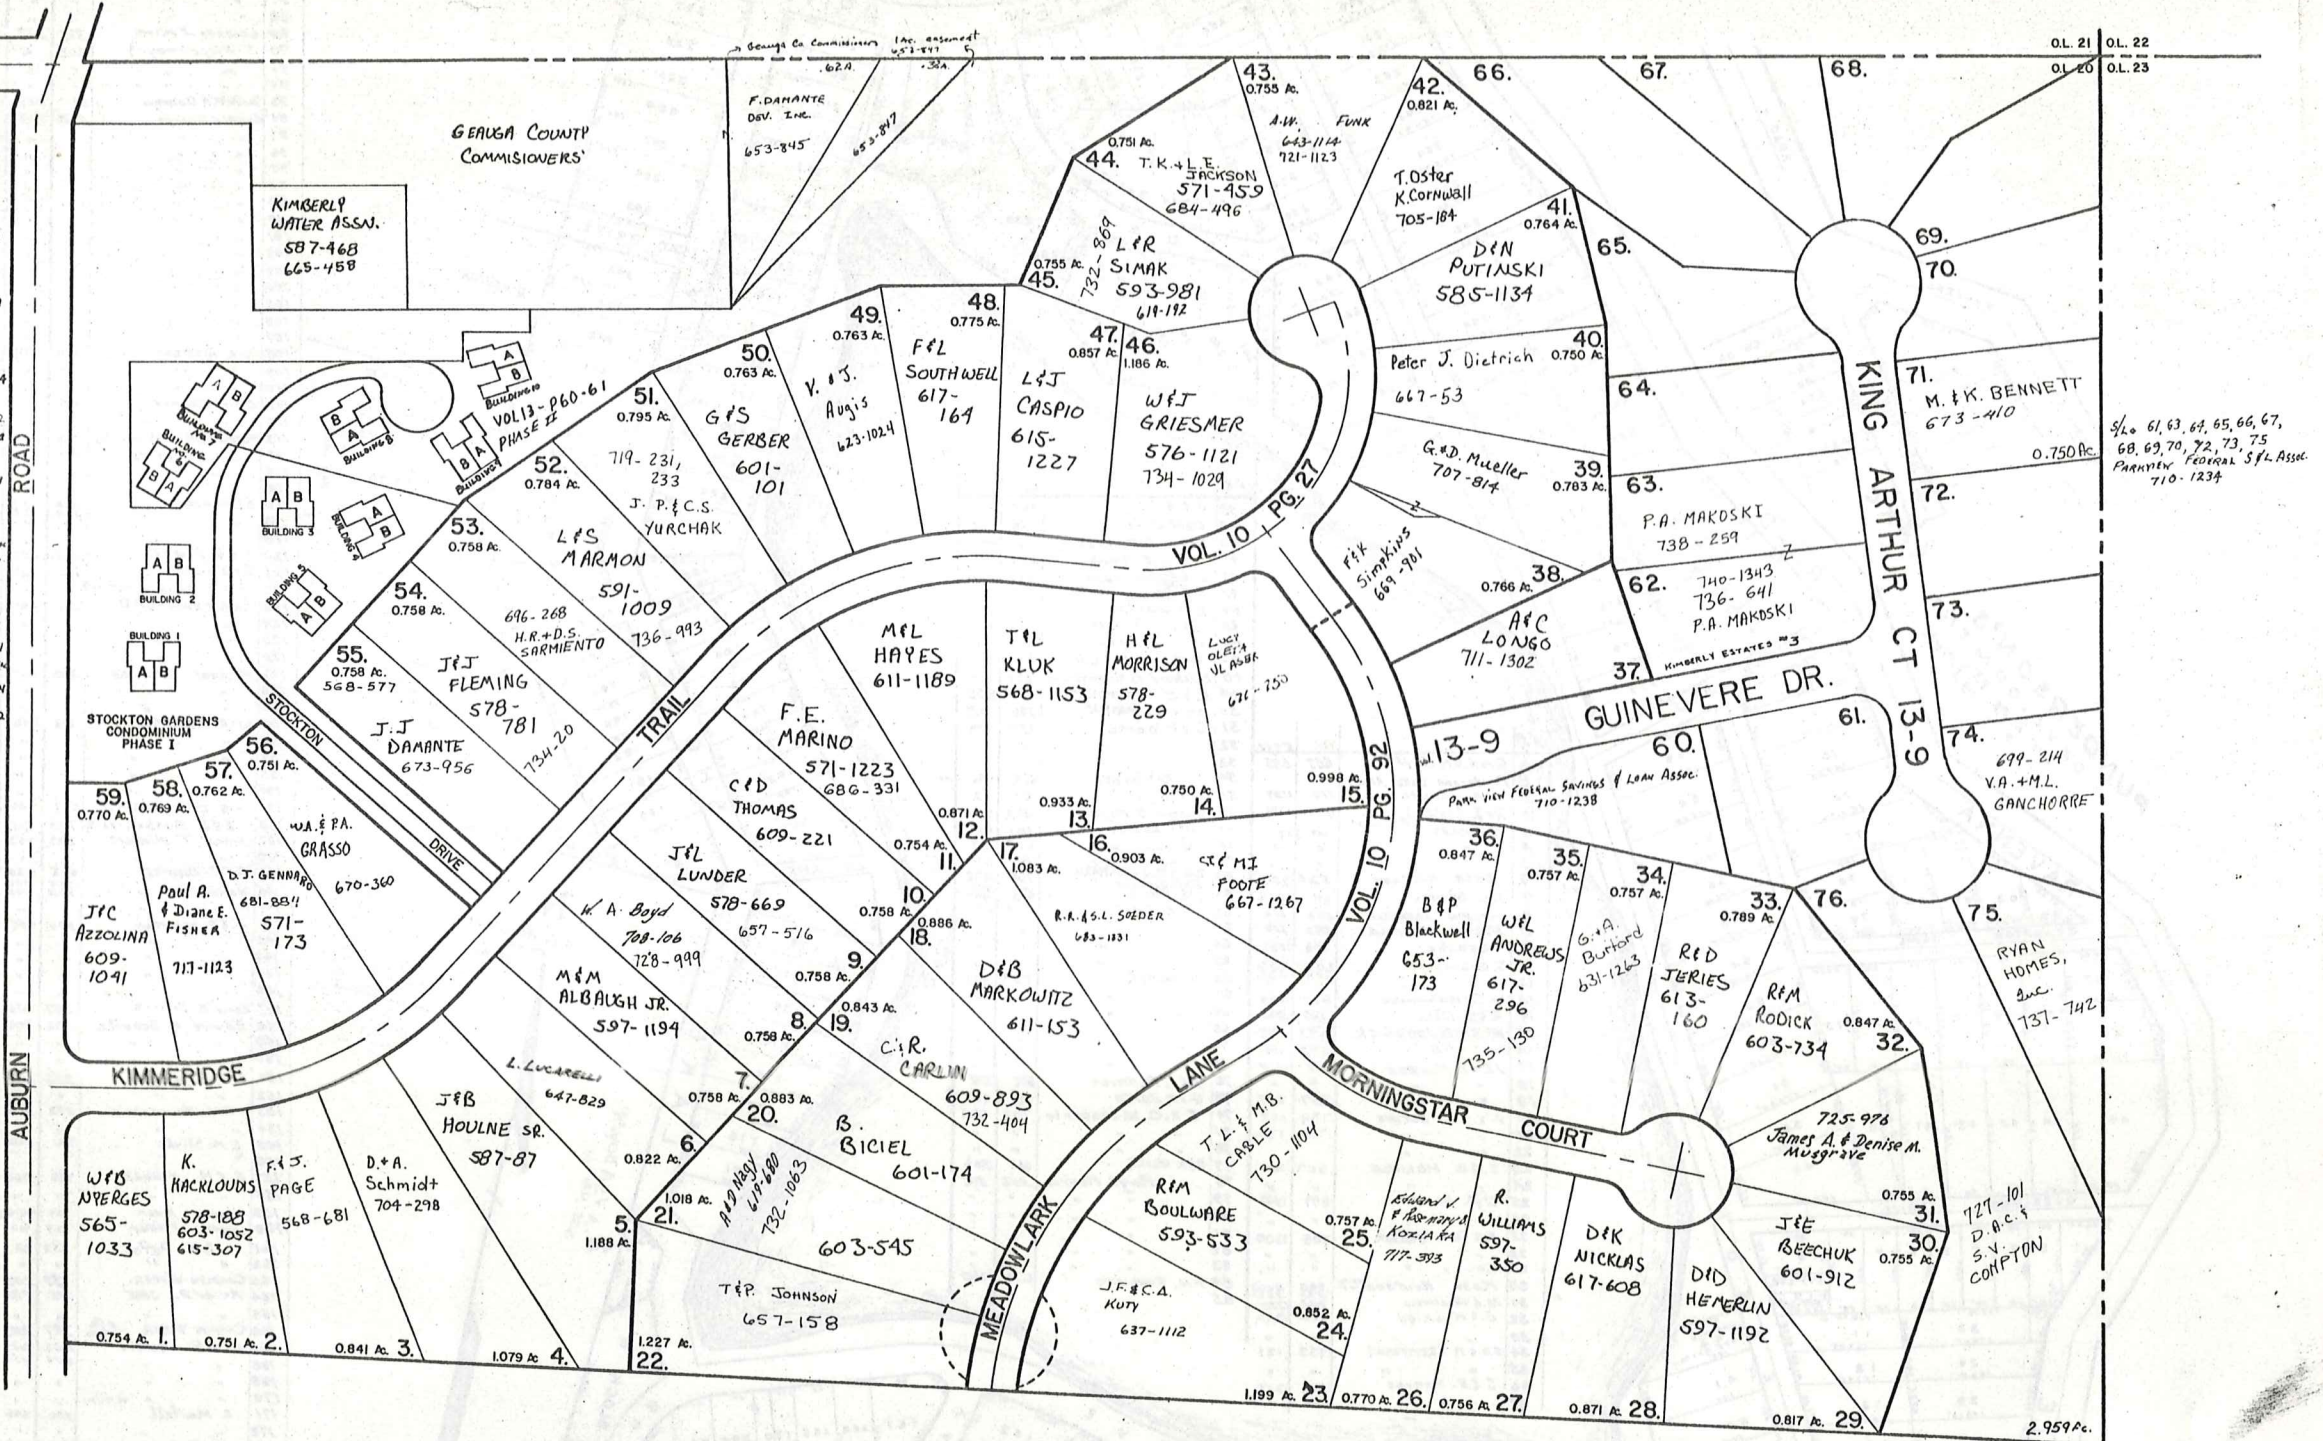 O.L. 21 | O.L. 22
O.L. 20 | O.L. 23
Geauga Co. Commissioners
1 Ac. easement
653-847
.62A.
.32A.
GEAUGA COUNTY
COMMISIONERS'
F. DAMANTE
DEV. INC.
653-845
653-847
KIMBERLY
WATER ASSN.
587-468
665-458
43.
0.755 Ac.
A.W. FUNK
643-1114
721-1123
42.
0.821 Ac.
T. Oster
K. Cornwall
705-184
66.
67.
68.
0.751 Ac.
44.
T.K. & L.E.
JACKSON
571-459
684-496
0.755 Ac.
45.
732-869
L&R
SIMAK
593-981
619-192
41.
0.764 Ac.
D&N
PUTINSKI
585-1134
65.
69.
70.
40.
0.750 Ac.
Peter J. Dietrich
667-53
64.
71.
M. & K. BENNETT
673-410
0.750 Ac.
S/Ls 61, 63, 64, 65, 66, 67,
68, 69, 70, 72, 73, 75
PARKVIEW FEDERAL S&L ASSOC.
710-1234
39.
0.783 Ac.
G. & D. Mueller
707-814
63.
P.A. MAKOSKI
738-259
72.
F&K
Simpkins
669-901
38.
0.766 Ac.
62.
740-1343
736-641
P.A. MAKOSKI
KIMBERLY ESTATES #3
73.
A&C
LONGO
711-1302
37.
KING ARTHUR CT 13-9
GUINEVERE DR.
Vol. 13-9
60.
61.
PARK VIEW FEDERAL SAVINGS & LOAN ASSOC.
710-1238
74.
699-214
V.A. + M.L.
GANCHORRE
75.
RYAN
HOMES,
Inc.
737-742
76.
727-101
D.A.C. &
S.V.
COMPTON
2.959 Ac.
48.
0.775 Ac.
F&L
SOUTHWELL
617-
164
49.
0.763 Ac.
V. & J.
Augis
623-1024
50.
0.763 Ac.
G&S
GERBER
601-
101
47.
0.857 Ac.
L&J
CASPIO
615-
1227
46.
1.186 Ac.
W&J
GRIESMER
576-1121
734-1029
51.
0.795 Ac.
719-231,
233
J.P. & C.S.
YURCHAK
52.
0.784 Ac.
L&S
MARMON
591-
1009
736-993
53.
0.758 Ac.
696-268
H.R. + D.S.
SARMIENTO
54.
0.758 Ac.
J&J
FLEMING
578-
781
734-20
55.
0.758 Ac.
568-577
J.J
DAMANTE
673-956
A B
BUILDING 10
VOL 13-P60-61
PHASE II
A B
BUILDING 9
A B
BUILDING 8
A B
BUILDING
No. 7
BUILDING
No. 6
A B
A B
BUILDING 3
BUILDING 4
A B
BUILDING 5
A B
A B
BUILDING 2
BUILDING 1
A B
STOCKTON GARDENS
CONDOMINIUM
PHASE I
STOCKTON DRIVE
56.
0.751 Ac.
W.A. & P.A.
GRASSO
670-360
57.
0.762 Ac.
D.J. GENNARO
681-884
571-
173
58.
0.769 Ac.
Paul A.
& Diane E.
FISHER
717-1123
59.
0.770 Ac.
J&C
AZZOLINA
609-
1041
AUBURN ROAD
KIMMERIDGE TRAIL
VOL. 10 PG. 27
M&L
HAYES
611-1189
0.871 Ac.
12.
T&L
KLUK
568-1153
0.933 Ac.
13.
H&L
MORRISON
578-
229
0.750 Ac.
14.
LUCY
0.998 Ac.
15.
F.E.
MARINO
571-1223
686-331
0.754 Ac.
11.
C&D
THOMAS
609-221
10.
0.758 Ac.
J&L
LUNDER
578-669
657-516
9.
0.758 Ac.
W. A. Boyd
708-106
728-999
8.
0.758 Ac.
M&M
ALBAUGH JR.
597-1194
7.
0.758 Ac.
L. LUCARELLI
647-829
6.
0.822 Ac.
J&B
HOULNE SR.
587-87
5.
1.188 Ac.
D. + A.
Schmidt
704-298
1.079 Ac. 4.
F. & J.
PAGE
568-681
0.841 Ac. 3.
K.
KACKLOUDIS
578-188
603-1052
615-307
0.751 Ac. 2.
W&B
NYERGES
565-
1033
0.754 Ac. 1.
16.
0.903 Ac.
FOOTE
667-1267
17.
1.083 Ac.
R.R. & S.L. SOEDER
683-1831
0.886 Ac.
18.
D&B
MARKOWITZ
611-153
0.843 Ac.
19.
C. & R.
CARLIN
609-893
732-404
0.883 Ac.
20.
B.
BICIEL
601-174
1.018 Ac.
21.
A&D Nagy
619-680
732-1063
603-545
T&P JOHNSON
657-158
1.227 Ac.
22.
VOL. 10 PG. 92
MEADOWLARK LANE
MORNINGSTAR COURT
36.
0.847 Ac.
B&P
Blackwell
653-
173
35.
0.757 Ac.
W&L
ANDREWS
JR.
617-
296
735-130
34.
0.757 Ac.
G. & A.
Burford
631-1263
33.
0.789 Ac.
R&D
JERIES
613-
160
R&M
RODICK
603-734
0.847 Ac.
32.
725-976
James A. & Denise M.
Musgrave
0.755 Ac.
31.
J&E
BEECHUK
601-912
30.
0.755 Ac.
D&D
HEMERLIN
597-1192
0.817 Ac. 29.
D&K
NICKLAS
617-608
0.871 Ac. 28.
R.
WILLIAMS
597-
350
0.756 Ac. 27.
Edward J.
& Rosemary
KOZIARA
717-393
0.770 Ac. 26.
T.L. & M.B.
CABLE
730-1104
0.757 Ac.
25.
R&M
BOULWARE
593-533
0.852 Ac.
24.
J.F. & C.A.
KUTY
637-1112
1.199 Ac. 23.